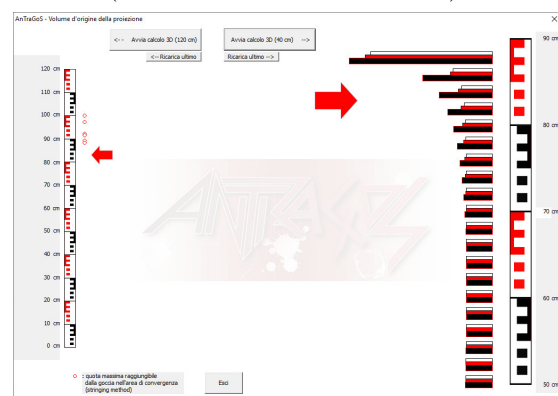 AnTraGoS - Volume d'origine della proiezione
<-- Avvia calcolo 3D (120 cm)
Avvia calcolo 3D (40 cm) -->
<-- Ricarica ultimo
Ricarica ultimo -->
120 cm
110 cm
100 cm
90 cm
80 cm
70 cm
60 cm
50 cm
40 cm
30 cm
20 cm
10 cm
0 cm
90 cm
80 cm
70 cm
60 cm
50 cm
ANTRAGOS
: quota massima raggiungibile
dalla goccia nell'area di convergenza
(stringing method)
Esci